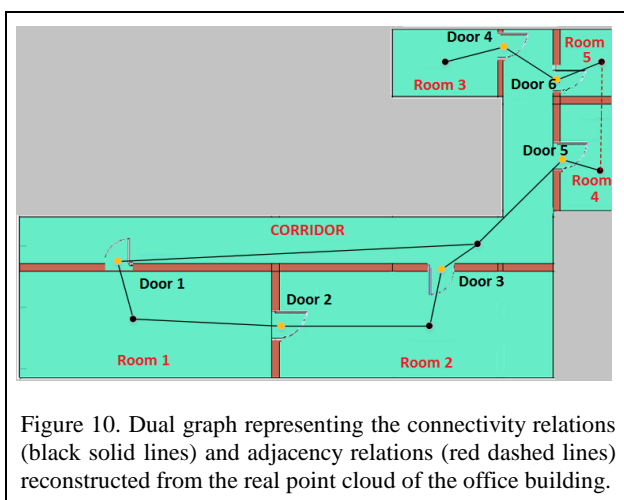 Door 4
Room
5
Room 3
Door 6
Door 5
Room
4
CORRIDOR
Door 1
Door 3
Door 2
Room 1
Room 2
Figure 10. Dual graph representing the connectivity relations
(black solid lines) and adjacency relations (red dashed lines)
reconstructed from the real point cloud of the office building.